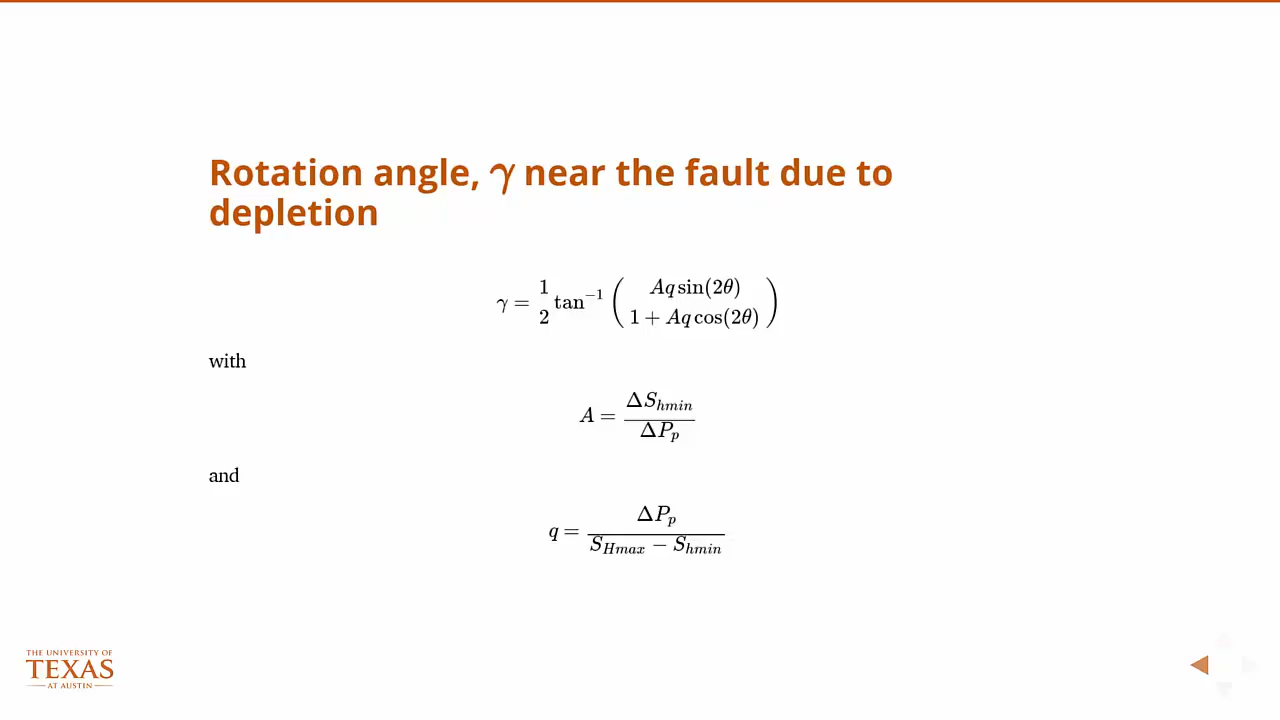 Rotation angle, γ near the fault due to
depletion
γ = 1/2 tan⁻¹ ( Aq sin(2θ) / 1 + Aq cos(2θ) )
with
A = ΔS_hmin / ΔP_p
and
q = ΔP_p / S_Hmax − S_hmin
THE UNIVERSITY OF
TEXAS
AT AUSTIN